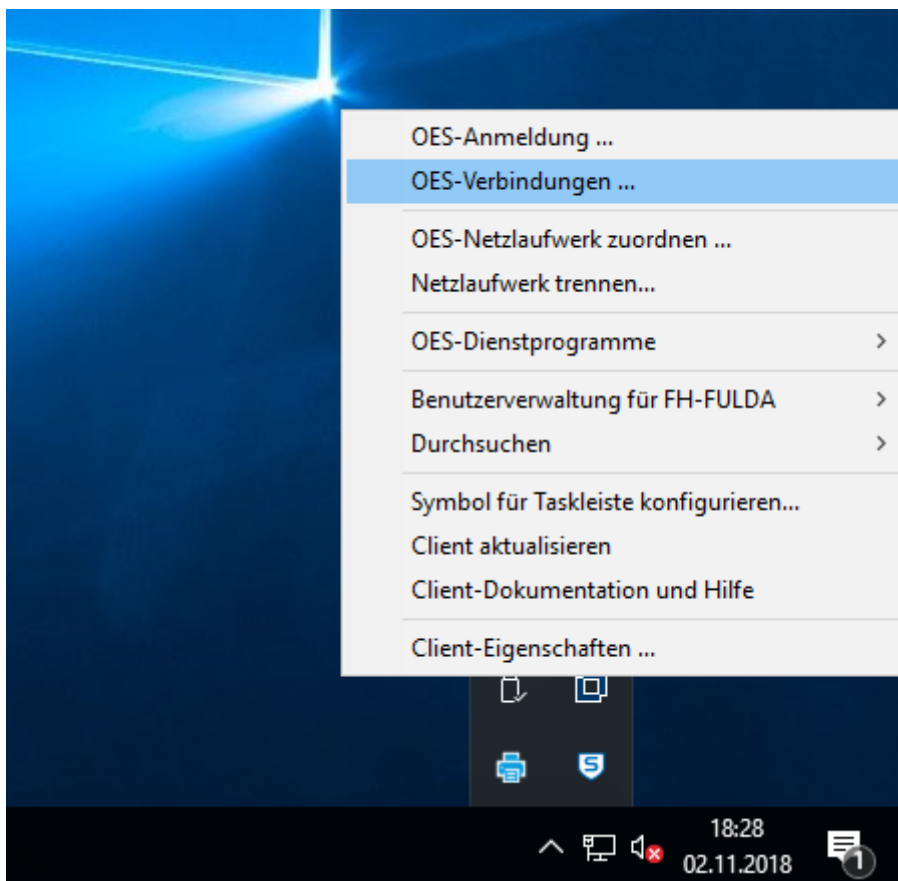 OES-Anmeldung ...
OES-Verbindungen ...
OES-Netzlaufwerk zuordnen ...
Netzlaufwerk trennen...
OES-Dienstprogramme
Benutzerverwaltung für FH-FULDA
Durchsuchen
Symbol für Taskleiste konfigurieren...
Client aktualisieren
Client-Dokumentation und Hilfe
Client-Eigenschaften ...
S
18:28
02.11.2018
1